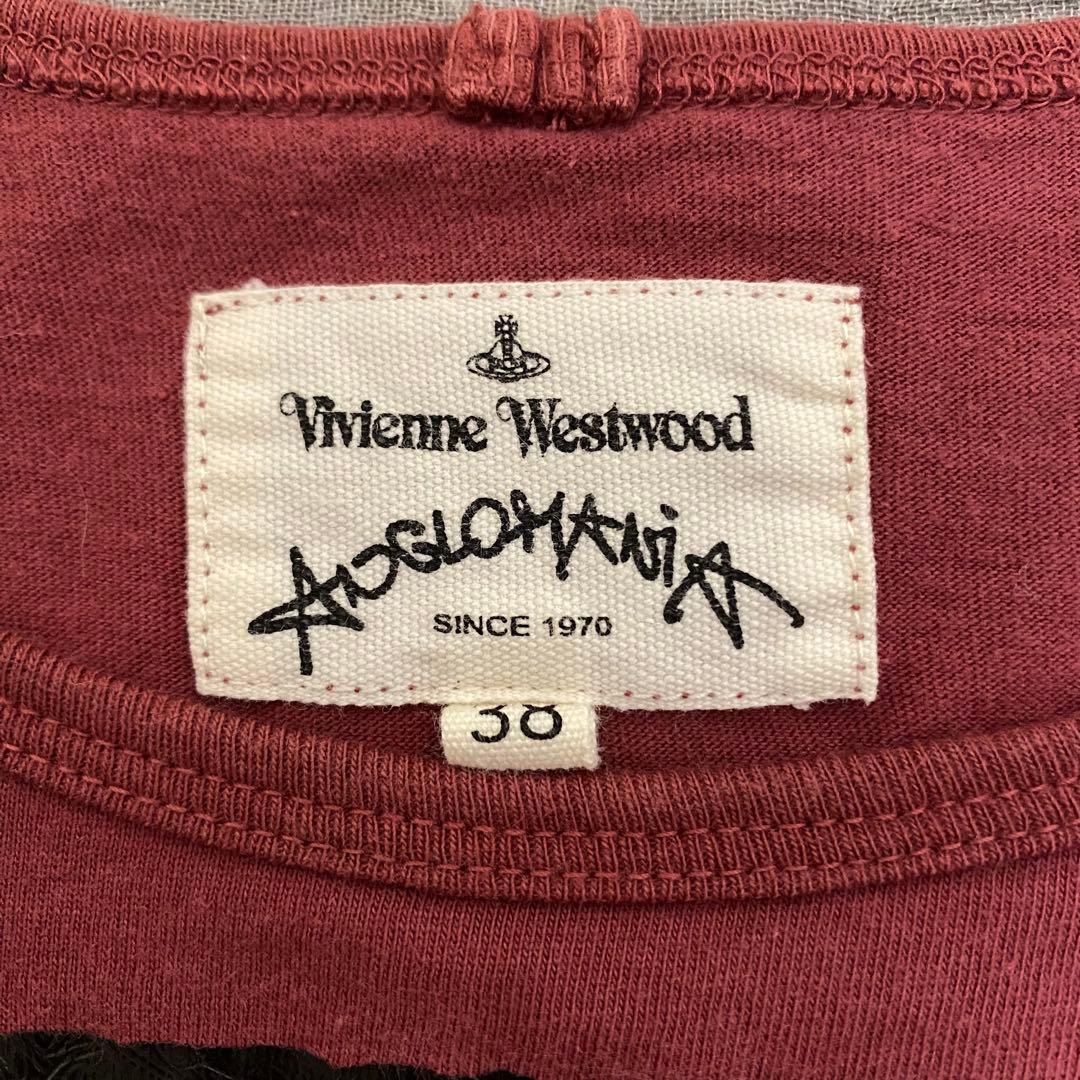 Vivienne Westwood
ANGLOMANiA
SINCE 1970
38